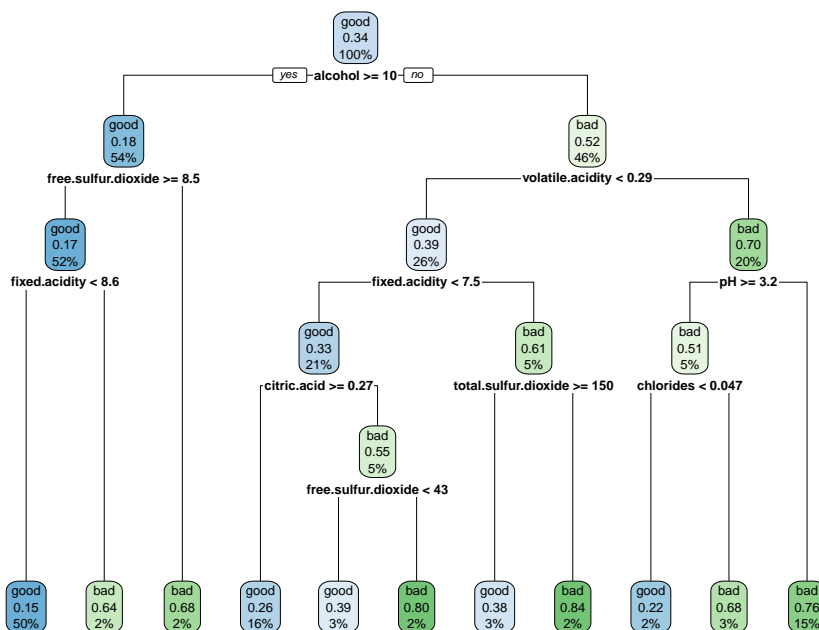 good
0.34
100%
yes alcohol >= 10 no
good
0.18
54%
bad
0.52
46%
free.sulfur.dioxide >= 8.5
volatile.acidity < 0.29
good
0.17
52%
good
0.39
26%
bad
0.70
20%
fixed.acidity < 8.6
fixed.acidity < 7.5
pH >= 3.2
good
0.33
21%
bad
0.61
5%
bad
0.51
5%
citric.acid >= 0.27
total.sulfur.dioxide >= 150
chlorides < 0.047
bad
0.55
5%
free.sulfur.dioxide < 43
good
0.15
50%
bad
0.64
2%
bad
0.68
2%
good
0.26
16%
good
0.39
3%
bad
0.80
2%
good
0.38
3%
bad
0.84
2%
good
0.22
2%
bad
0.68
3%
bad
0.76
15%